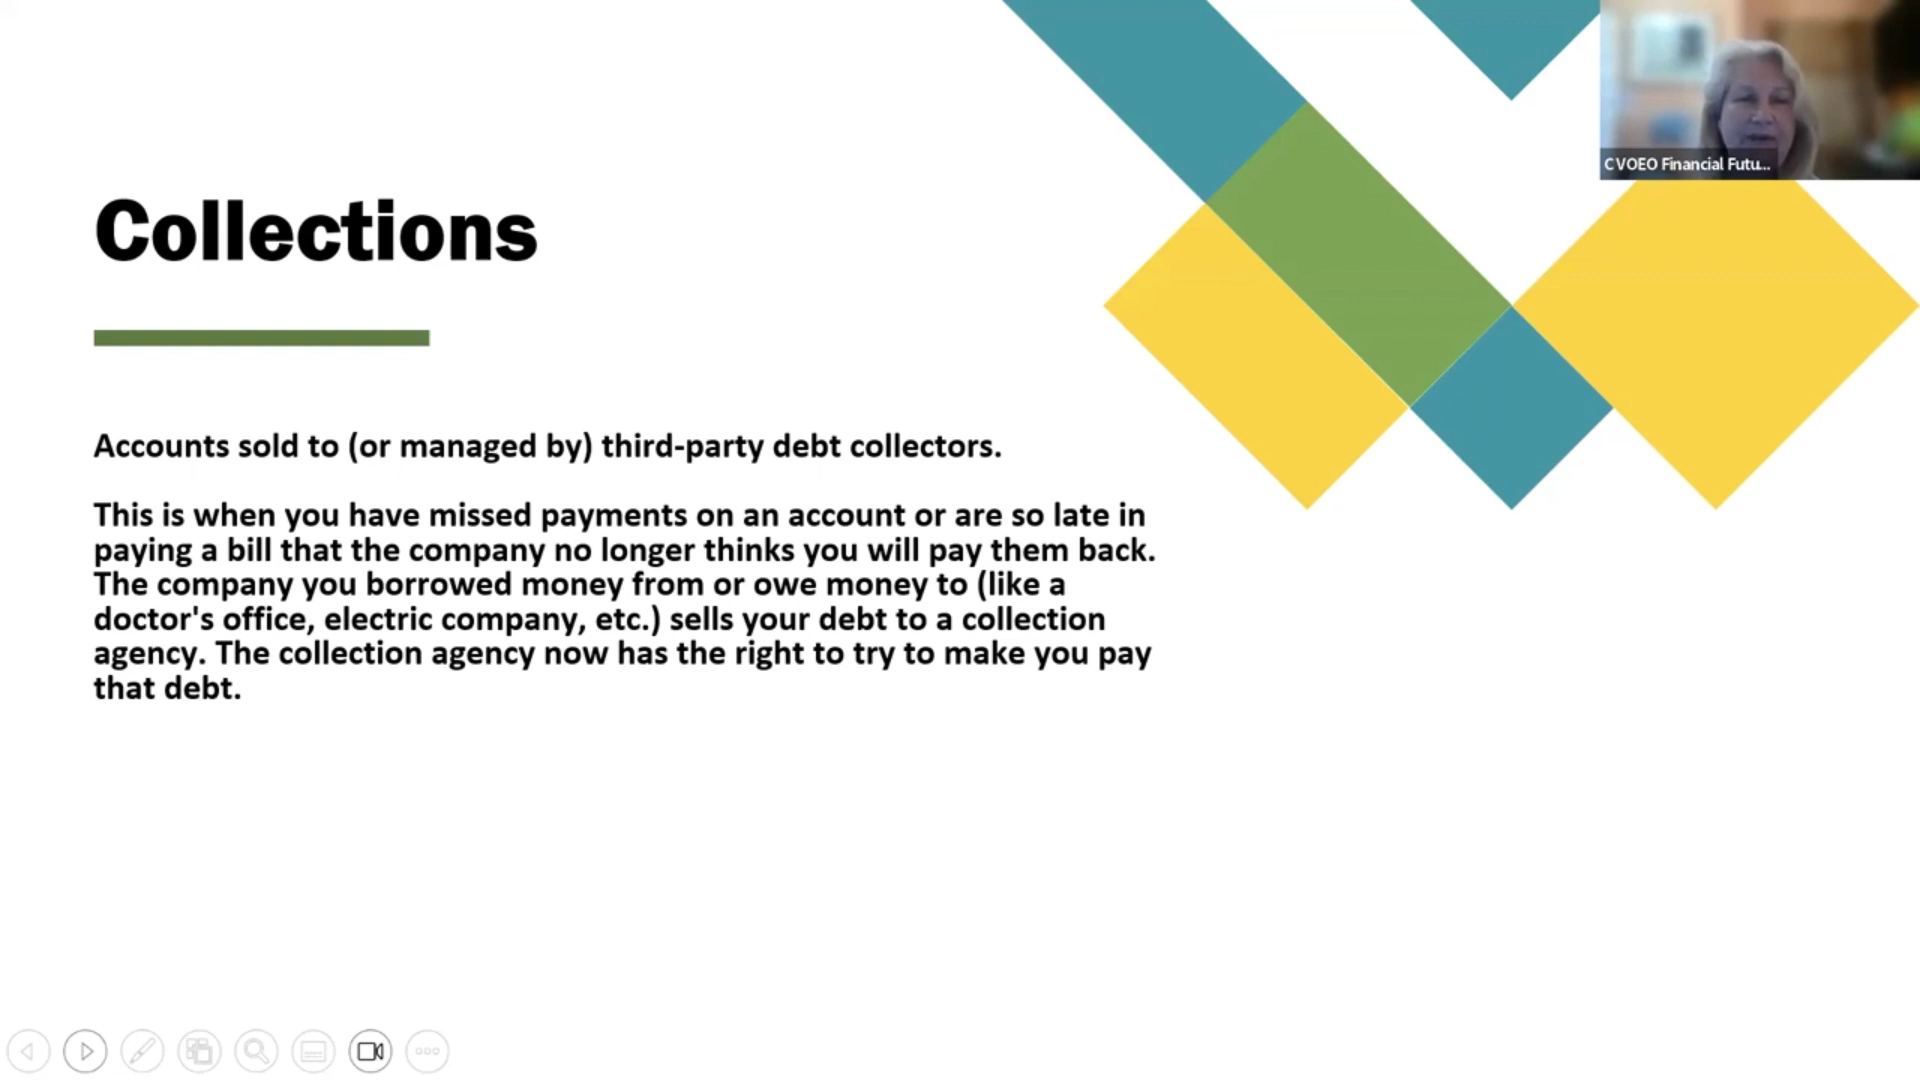 CVOEO Financial Futu...
Collections
Accounts sold to (or managed by) third-party debt collectors.
This is when you have missed payments on an account or are so late in
paying a bill that the company no longer thinks you will pay them back.
The company you borrowed money from or owe money to (like a
doctor's office, electric company, etc.) sells your debt to a collection
agency. The collection agency now has the right to try to make you pay
that debt.